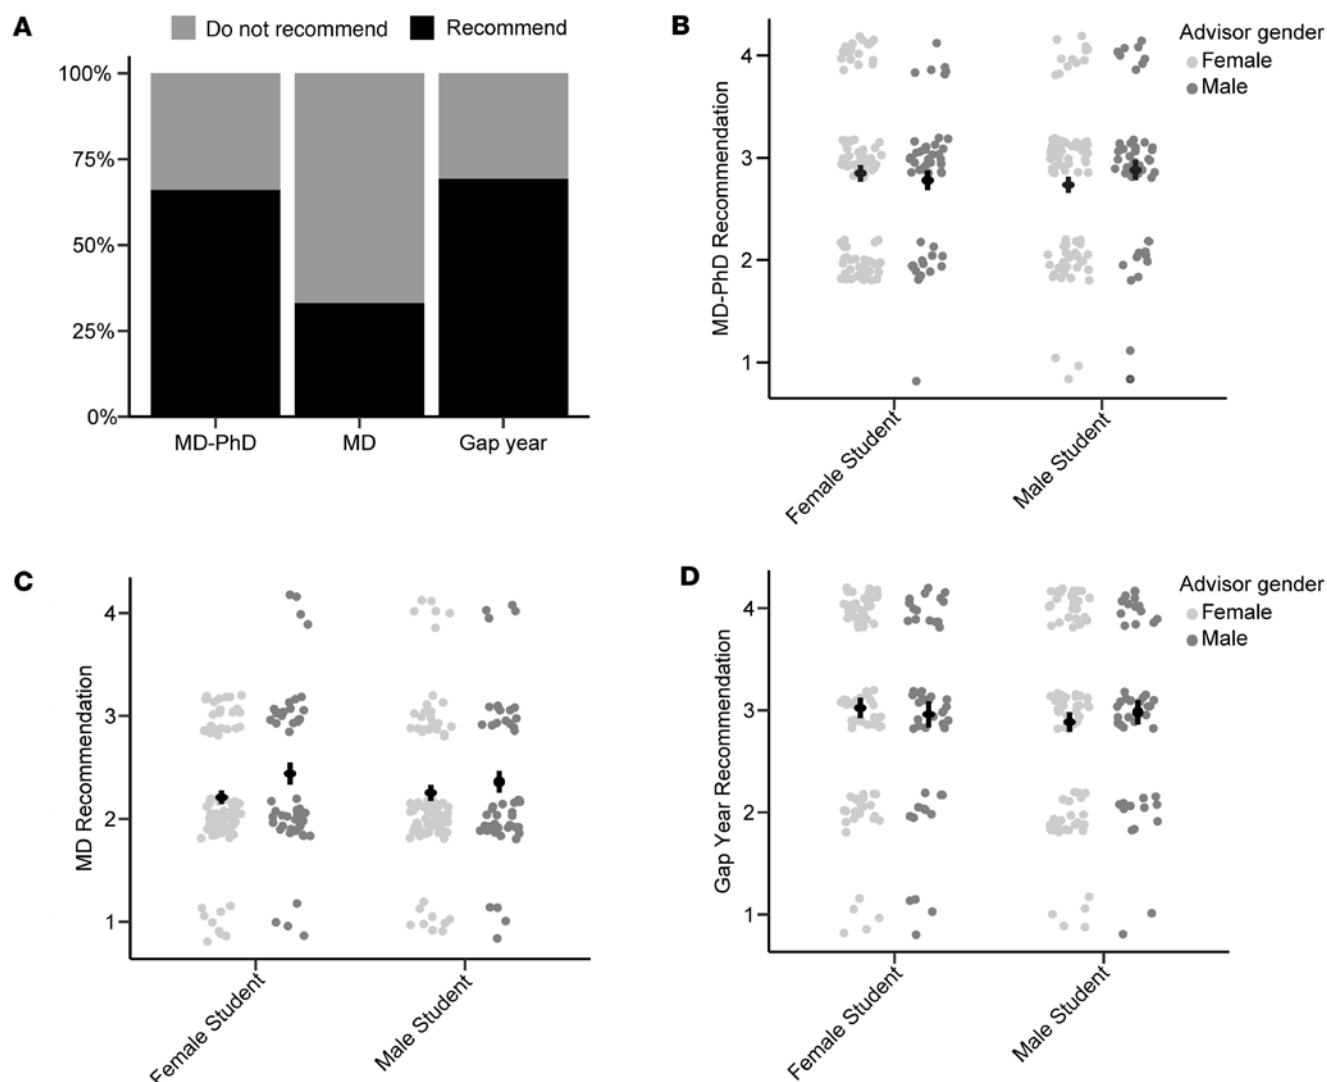 A
Do not recommend
Recommend
100%
75%
50%
25%
0%
MD-PhD
MD
Gap year
B
MD-PhD Recommendation
4
3
2
1
Female Student
Male Student
Advisor gender
Female
Male
C
MD Recommendation
4
3
2
1
Female Student
Male Student
D
Gap Year Recommendation
4
3
2
1
Female Student
Male Student
Advisor gender
Female
Male